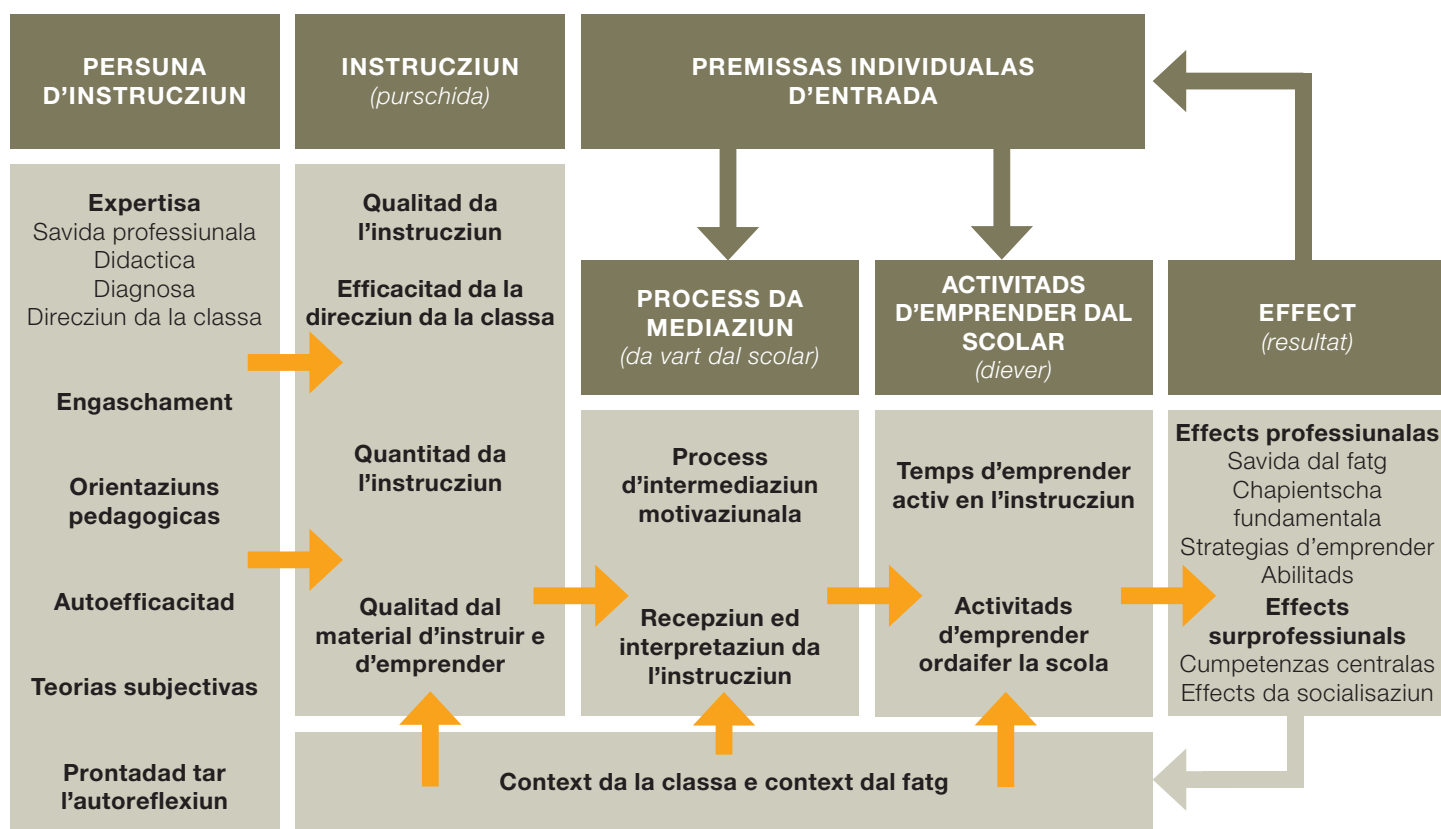 PERSUNA
D'INSTRUCZIUN
INSTRUCZIUN
(purschida)
PREMISSAS INDIVIDUALAS
D'ENTRADA
Expertisa
Savida professiunala
Didactica
Diagnosa
Direcziun da la classa
Engaschament
Orientaziuns
pedagogicas
Autoefficacitad
Teorias subjectivas
Prontadad tar
l'autoreflexiun
Qualitad da
l'instrucziun
Efficacitad da la
direcziun da la classa
Quantitad da
l'instrucziun
Qualitad dal
material d'instruir e
d'emprender
PROCESS DA
MEDIAZIUN
(da vart dal scolar)
Process
d'intermediaziun
motivaziunala
Recepziun ed
interpretaziun da
l'instrucziun
ACTIVITADS
D'EMPRENDER DAL
SCOLAR
(diever)
Temps d'emprender
activ en l'instrucziun
Activitads
d'emprender
ordaifer la scola
EFFECT
(resultat)
Effects professiunalas
Savida dal fatg
Chapientscha
fundamentala
Strategias d'emprender
Abilitads
Effects
surprofessiunals
Cumpetenzas centralas
Effects da socialisaziun
Context da la classa e context dal fatg